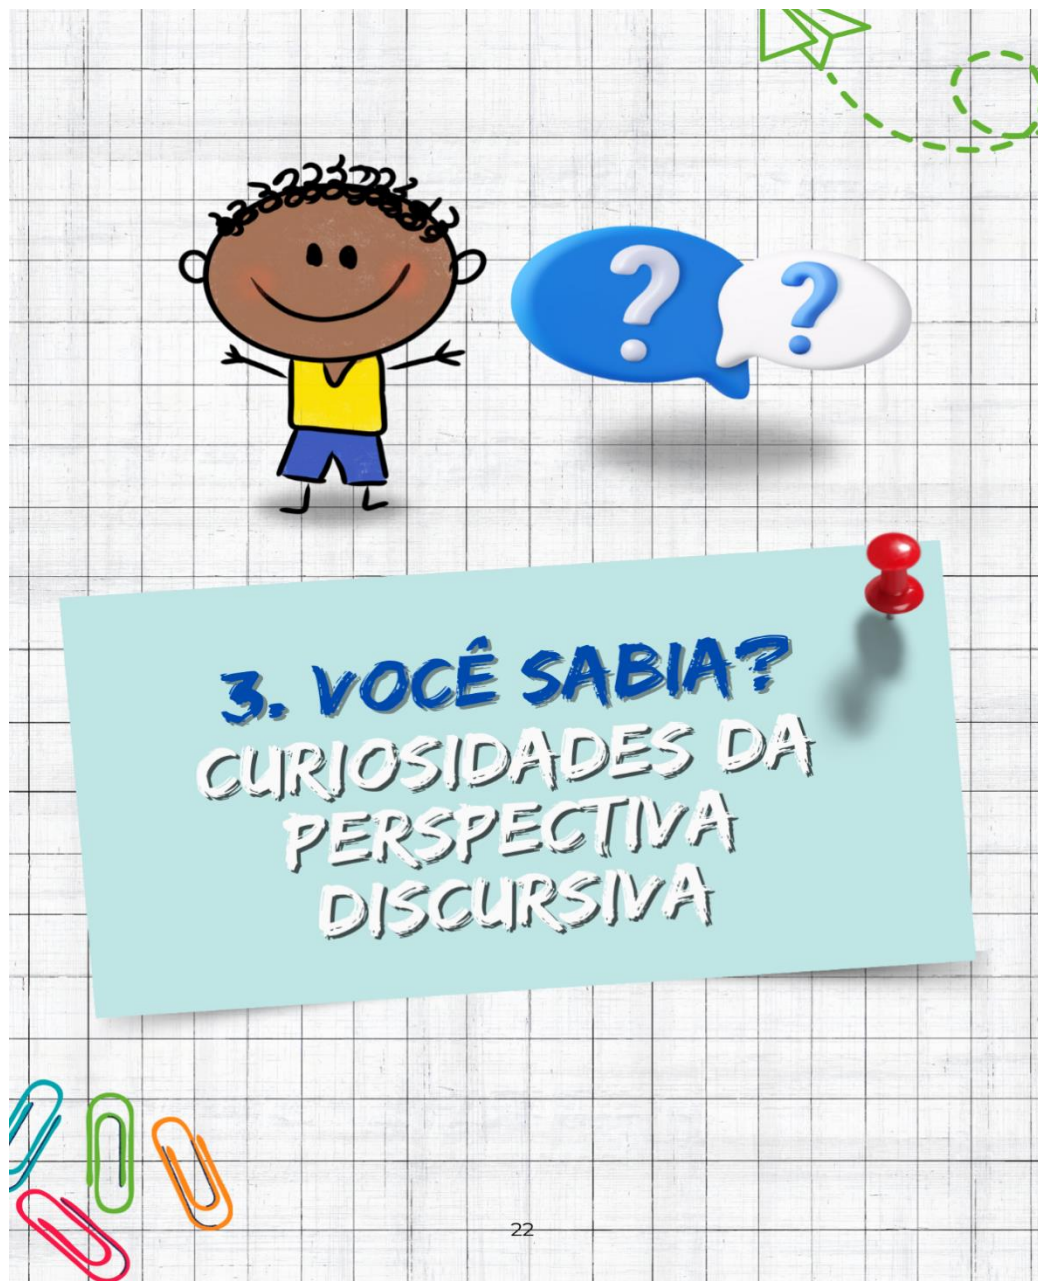 ? ?
3. VOCÊ SABIA?
CURIOSIDADES DA
PERSPECTIVA
DISCURSIVA
22